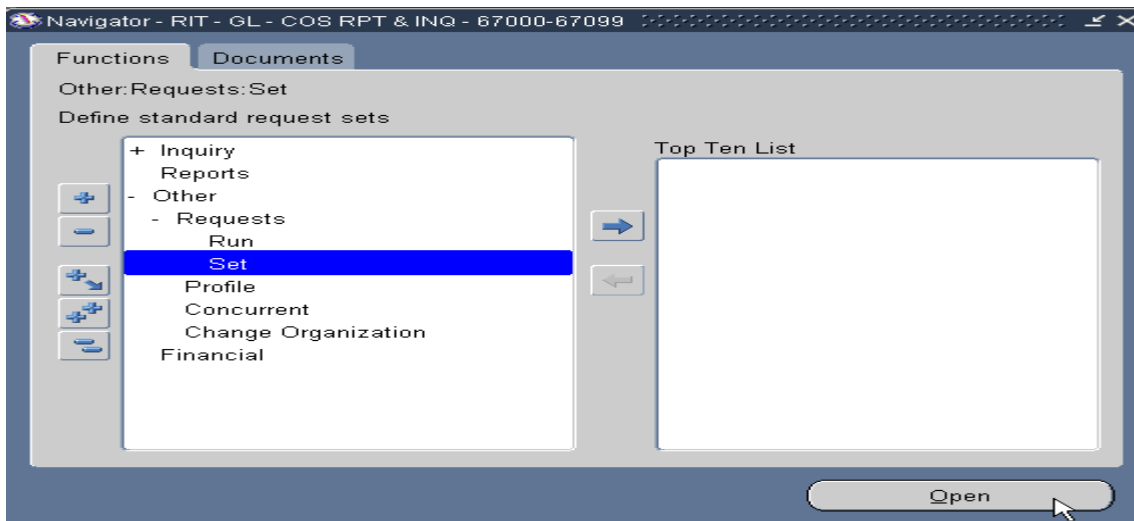 Navigator - RIT - GL - COS RPT & INQ - 67000-67099
Functions Documents
Other:Requests:Set
Define standard request sets
+ Inquiry
Reports
- Other
- Requests
Run
Set
Profile
Concurrent
Change Organization
Financial
Top Ten List
Open